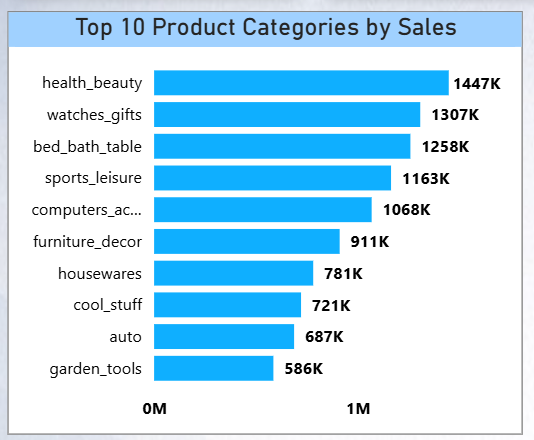 Top 10 Product Categories by Sales
health_beauty 1447K
watches_gifts 1307K
bed_bath_table 1258K
sports_leisure 1163K
computers_ac... 1068K
furniture_decor 911K
housewares 781K
cool_stuff 721K
auto 687K
garden_tools 586K
0M 1M